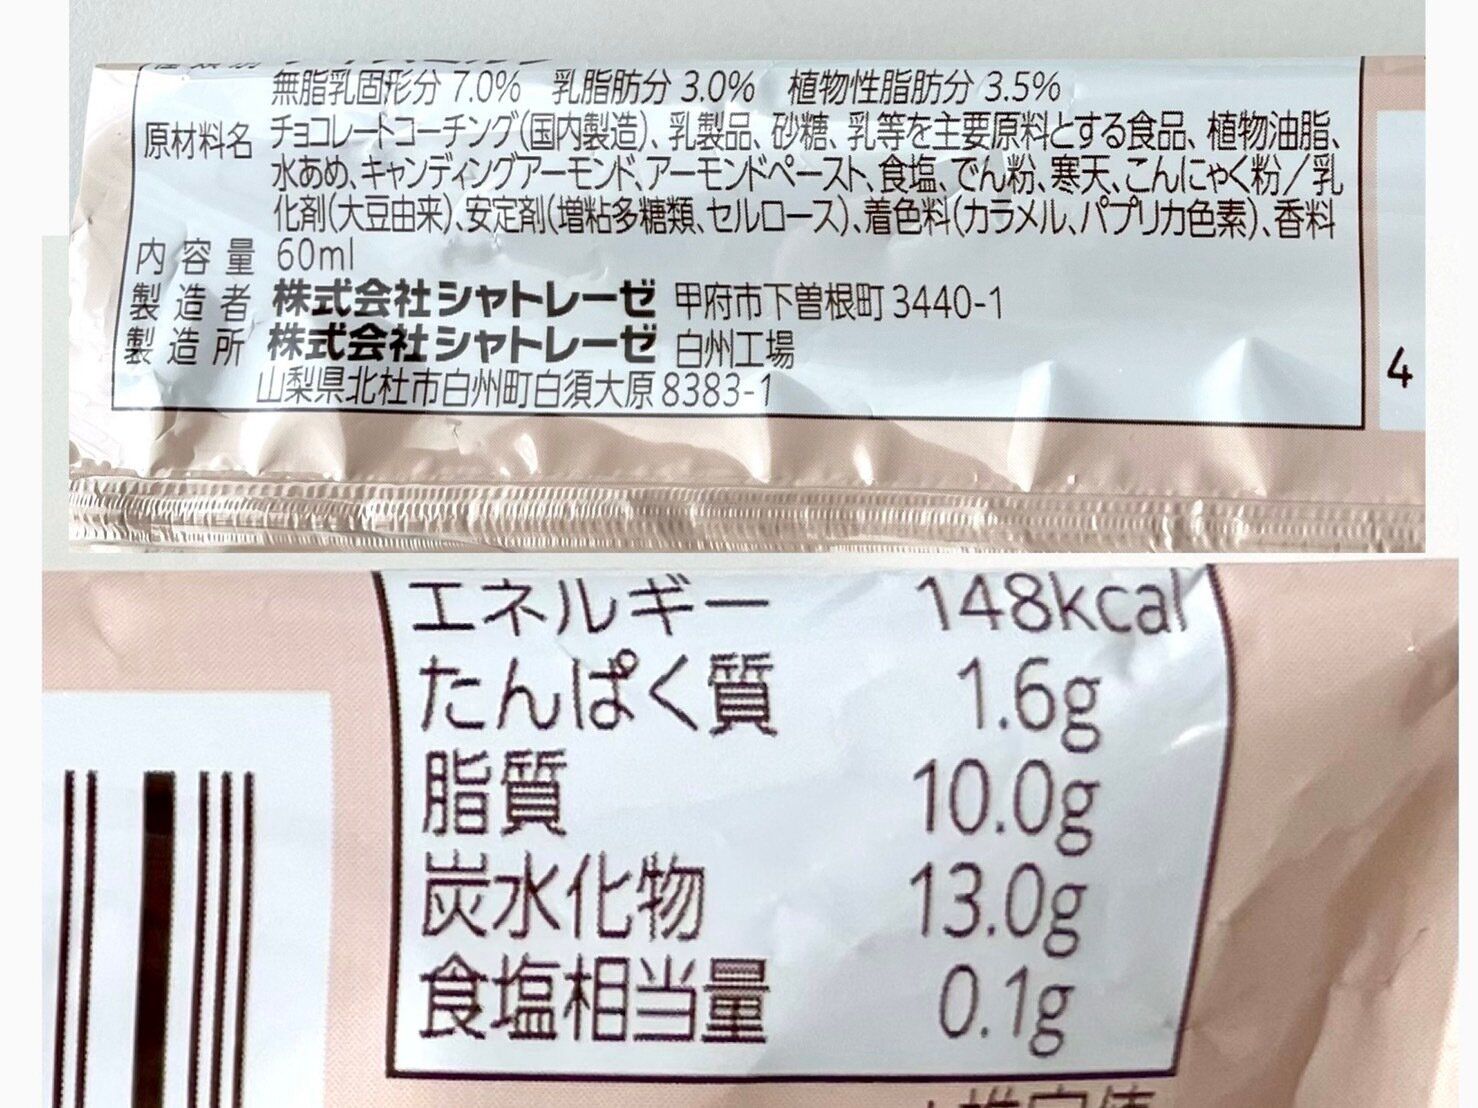 無脂乳固形分 7.0% 乳脂肪分 3.0% 植物性脂肪分 3.5%
原材料名 チョコレートコーチング(国内製造)、乳製品、砂糖、乳等を主要原料とする食品、植物油脂、
水あめ、キャンディングアーモンド、アーモンドペースト、食塩、でん粉、寒天、こんにゃく粉/乳
化剤(大豆由来)、安定剤(増粘多糖類、セルロース)、着色料(カラメル、パプリカ色素)、香料
内容量 60ml
製造者 株式会社シャトレーゼ 甲府市下曽根町3440-1
製造所 株式会社シャトレーゼ 白州工場
山梨県北杜市白州町白須大原8383-1
4
エネルギー 148kcal
たんぱく質 1.6g
脂質 10.0g
炭水化物 13.0g
食塩相当量 0.1g